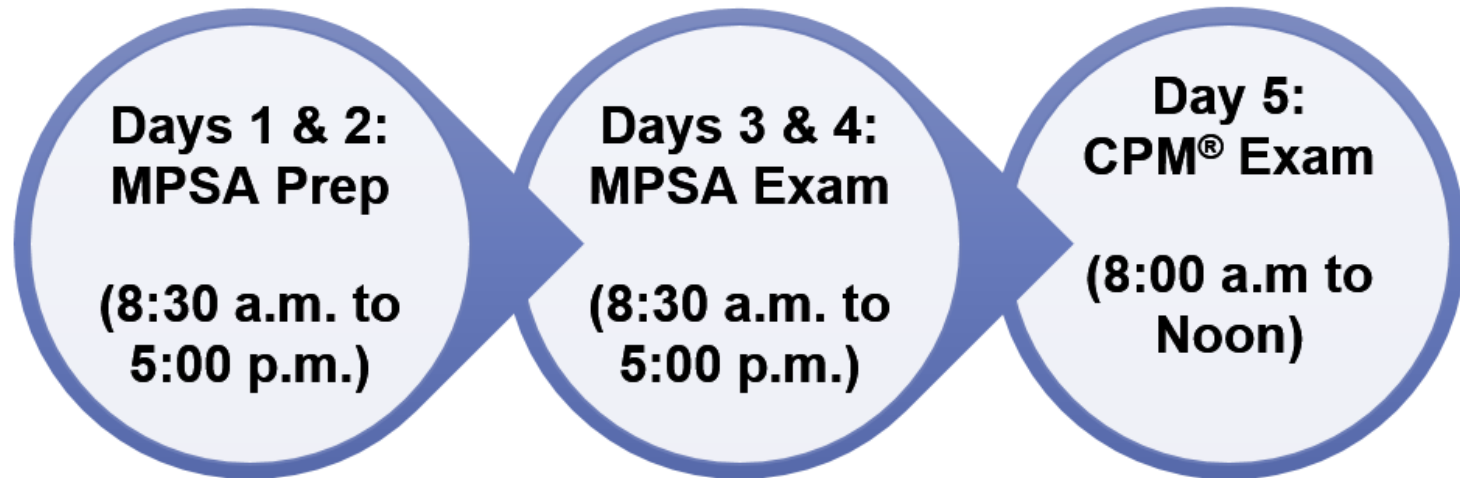 Days 1 & 2:
MPSA Prep
(8:30 a.m. to
5:00 p.m.)
Days 3 & 4:
MPSA Exam
(8:30 a.m. to
5:00 p.m.)
Day 5:
CPM® Exam
(8:00 a.m to
Noon)